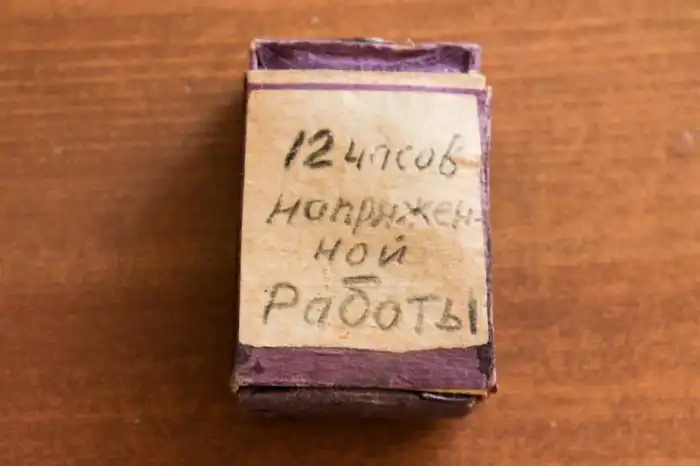 12 часов
напряжен-
ной
Работы